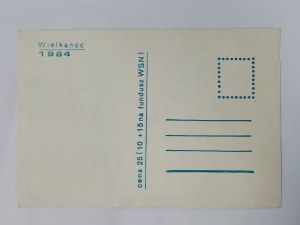 Wielkanoc
1984
cena 25 (10 + 15 na fundusz WSN)